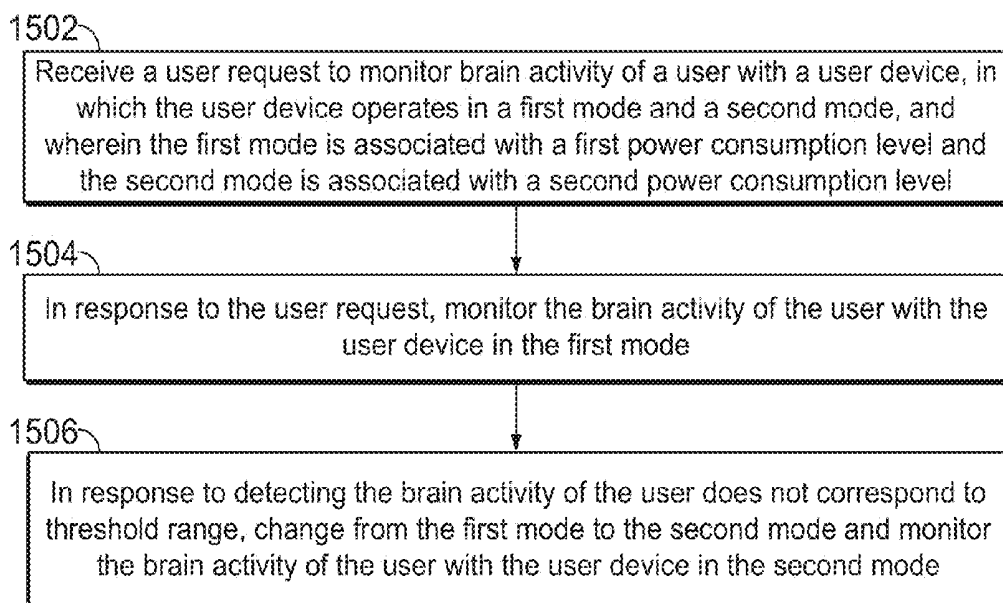 1502
Receive a user request to monitor brain activity of a user with a user device, in
which the user device operates in a first mode and a second mode, and
wherein the first mode is associated with a first power consumption level and
the second mode is associated with a second power consumption level
1504
In response to the user request, monitor the brain activity of the user with the
user device in the first mode
1506
In response to detecting the brain activity of the user does not correspond to
threshold range, change from the first mode to the second mode and monitor
the brain activity of the user with the user device in the second mode